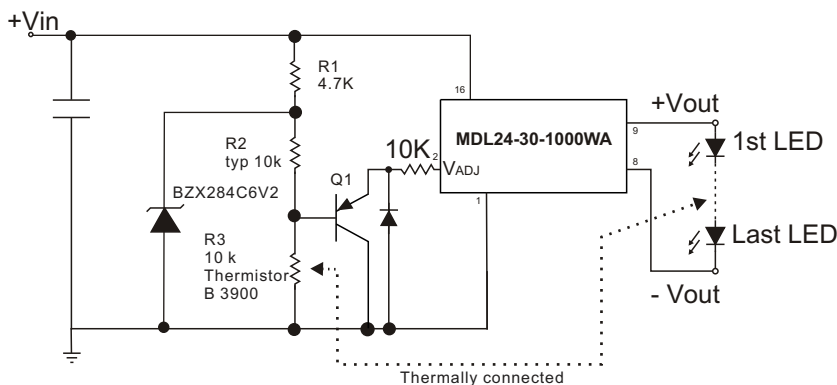 +Vin
R1
4.7K
16
+Vout
MDL24-30-1000WA
9
1st LED
R2
typ 10k
10K
2
VADJ
8
Q1
BZX284C6V2
1
R3
10 k
Thermistor
B 3900
Last LED
- Vout
Thermally connected